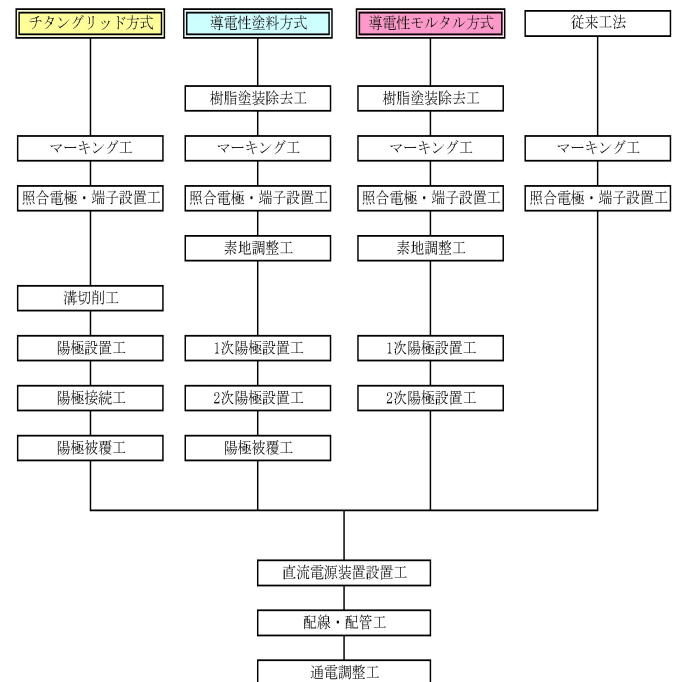 チタングリッド方式
導電性塗料方式
導電性モルタル方式
従来工法
樹脂塗装除去工
樹脂塗装除去工
マーキング工
マーキング工
マーキング工
マーキング工
照合電極・端子設置工
照合電極・端子設置工
照合電極・端子設置工
照合電極・端子設置工
素地調整工
素地調整工
溝切削工
陽極設置工
1次陽極設置工
1次陽極設置工
陽極接続工
2次陽極設置工
2次陽極設置工
陽極被覆工
陽極被覆工
直流電源装置設置工
配線・配管工
通電調整工